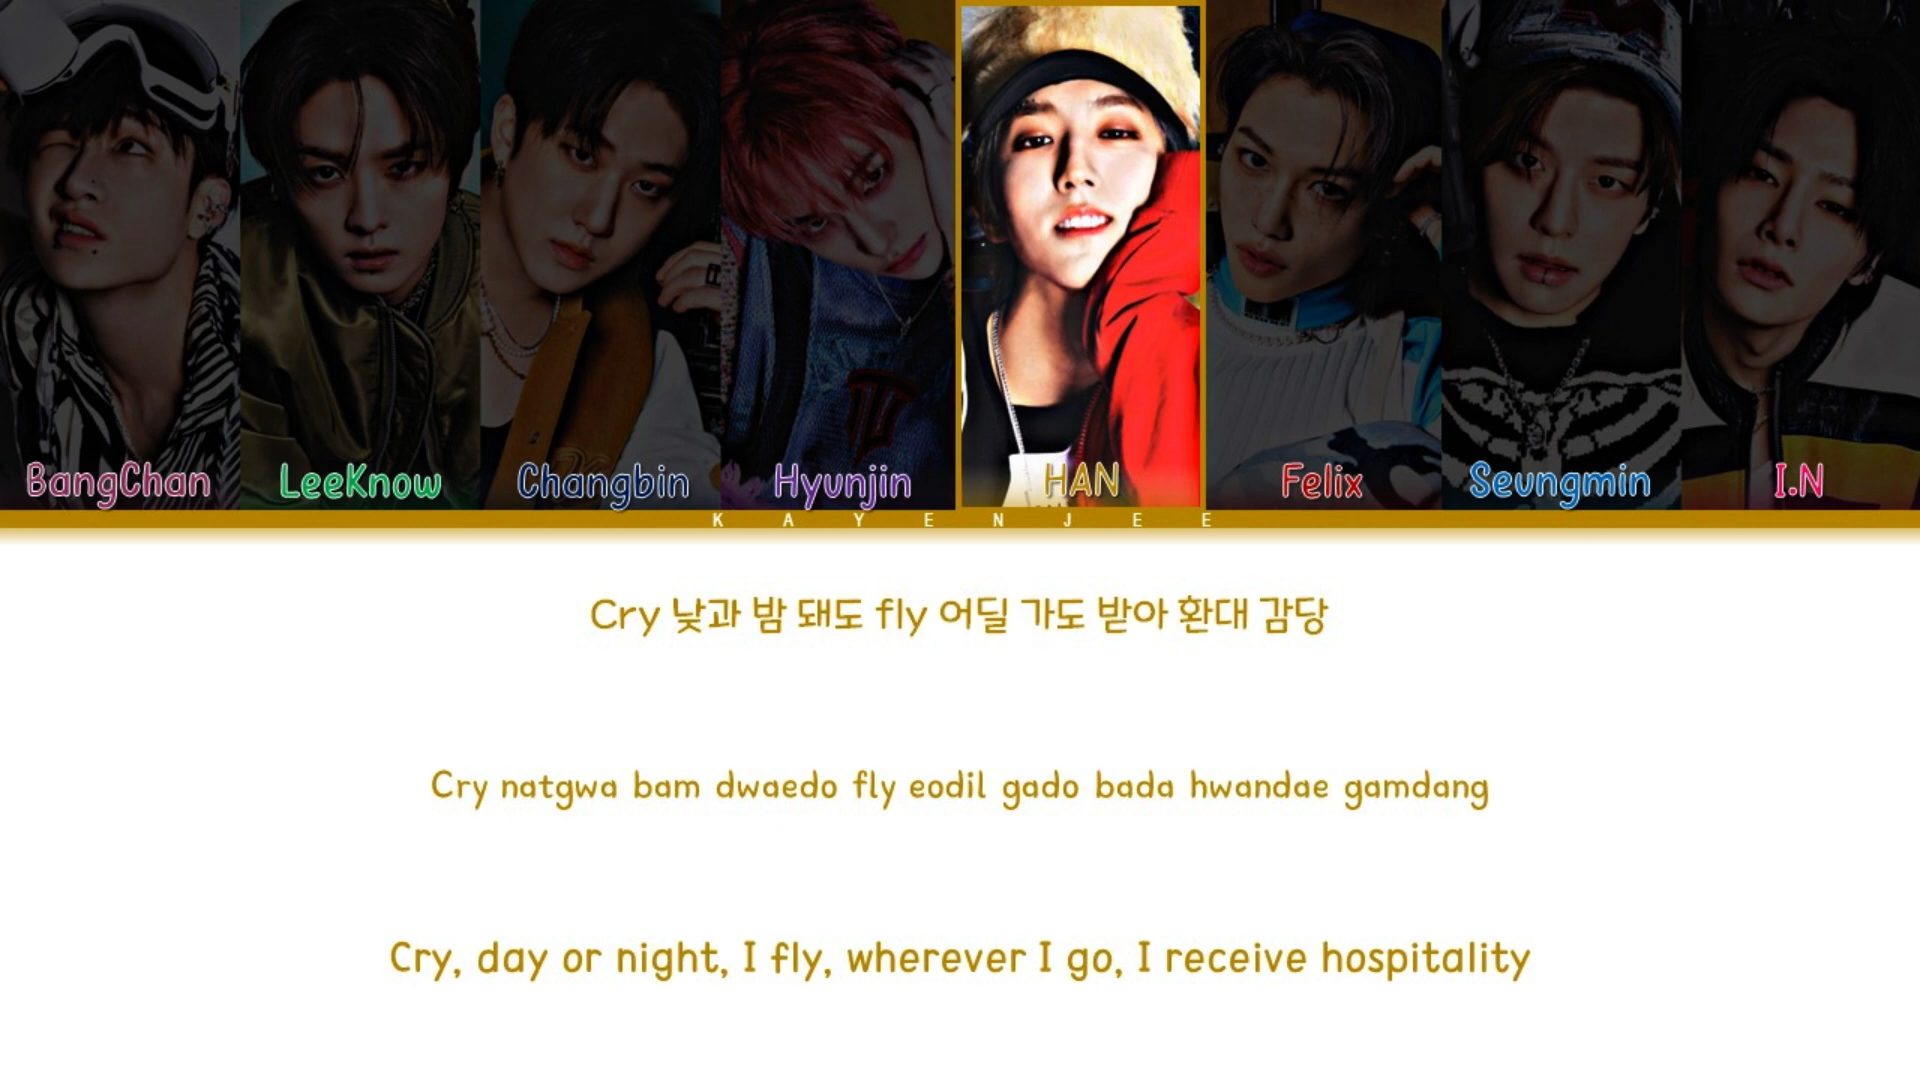 BangChan LeeKnow Changbin Hyunjin HAN Felix Seungmin I.N
K A Y E N J E E
Cry 낮과 밤 돼도 fly 어딜 가도 받아 환대 감당
Cry natgwa bam dwaedo fly eodil gado bada hwandae gamdang
Cry, day or night, I fly, wherever I go, I receive hospitality